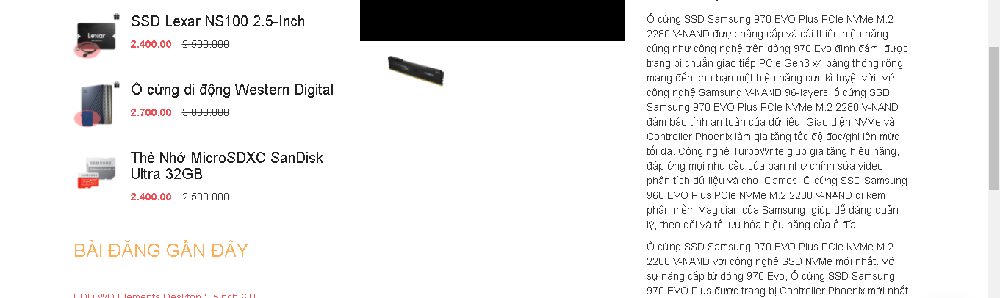 SSD Lexar NS100 2.5-Inch
2.400.00 2.500.000
Lexar
Ổ cứng di động Western Digital
2.700.00 3.000.000
Thẻ Nhớ MicroSDXC SanDisk
Ultra 32GB
SAMSUNG
2.400.00 2.500.000
BÀI ĐĂNG GẦN ĐÂY
HDD WD Elements Desktop 3.5inch 6TB
Ổ cứng SSD Samsung 970 EVO Plus PCIe NVMe M.2
2280 V-NAND được nâng cấp và cải thiện hiệu năng
cũng như công nghệ trên dòng 970 Evo đình đám, được
trang bị chuẩn giao tiếp PCIe Gen3 x4 băng thông rộng
mang đến cho bạn một hiệu năng cực kì tuyệt vời. Với
công nghệ Samsung V-NAND 96-layers, ổ cứng SSD
Samsung 970 EVO Plus PCIe NVMe M.2 2280 V-NAND
đảm bảo tính an toàn của dữ liệu. Giao diện NVMe và
Controller Phoenix làm gia tăng tốc độ đọc/ghi lên mức
tối đa. Công nghệ TurboWrite giúp gia tăng hiệu năng,
đáp ứng mọi nhu cầu của bạn như chỉnh sửa video,
phân tích dữ liệu và chơi Games. Ổ cứng SSD Samsung
960 EVO Plus PCIe NVMe M.2 2280 V-NAND đi kèm
phần mềm Magician của Samsung, giúp dễ dàng quản
lý, theo dõi và tối ưu hóa hiệu năng của ổ đĩa.
Ổ cứng SSD Samsung 970 EVO Plus PCIe NVMe M.2
2280 V-NAND với công nghệ SSD NVMe mới nhất. Với
sự nâng cấp từ dòng 970 Evo, Ổ cứng SSD Samsung
970 EVO Plus được trang bị Controller Phoenix mới nhất